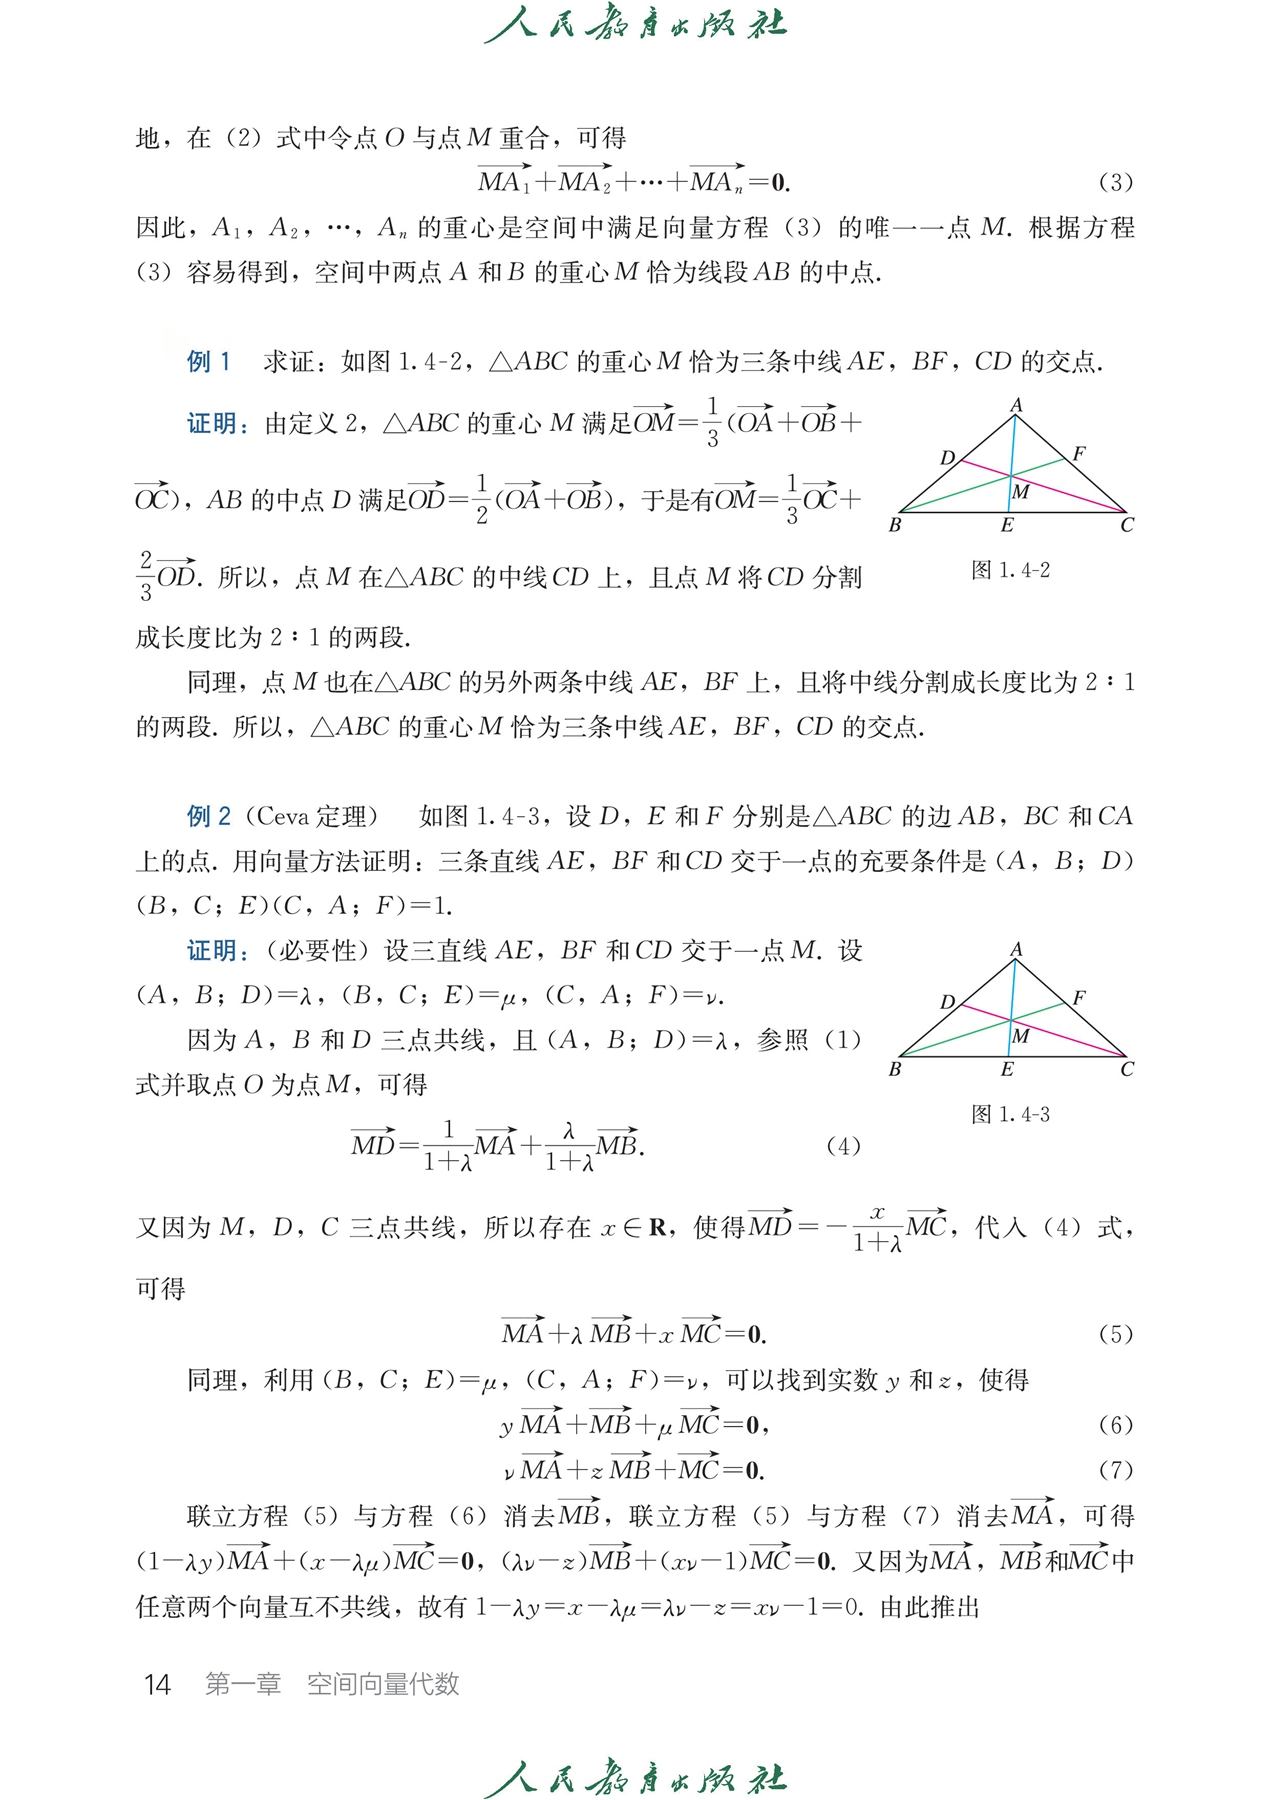 人民教育出版社
地，在（2）式中令点 O 与点 M 重合，可得
$\overrightarrow{MA_1}+\overrightarrow{MA_2}+\cdots+\overrightarrow{MA_n}=\mathbf{0}.$ （3）
因此，A₁，A₂，…，Aₙ 的重心是空间中满足向量方程（3）的唯一一点 M. 根据方程
（3）容易得到，空间中两点 A 和 B 的重心 M 恰为线段 AB 的中点.
例 1 求证：如图 1.4-2，△ABC 的重心 M 恰为三条中线 AE，BF，CD 的交点.
证明：由定义 2，△ABC 的重心 M 满足$\overrightarrow{OM}=\frac{1}{3}(\overrightarrow{OA}+\overrightarrow{OB}+$
$\overrightarrow{OC})$，AB 的中点 D 满足$\overrightarrow{OD}=\frac{1}{2}(\overrightarrow{OA}+\overrightarrow{OB})$，于是有$\overrightarrow{OM}=\frac{1}{3}\overrightarrow{OC}+$
$\frac{2}{3}\overrightarrow{OD}$. 所以，点 M 在△ABC 的中线 CD 上，且点 M 将 CD 分割
成长度比为 2∶1 的两段.
A
D
F
M
B
E
C
图 1.4-2
同理，点 M 也在△ABC 的另外两条中线 AE，BF 上，且将中线分割成长度比为 2∶1
的两段. 所以，△ABC 的重心 M 恰为三条中线 AE，BF，CD 的交点.
例 2（Ceva 定理） 如图 1.4-3，设 D，E 和 F 分别是△ABC 的边 AB，BC 和 CA
上的点. 用向量方法证明：三条直线 AE，BF 和 CD 交于一点的充要条件是（A，B；D）
（B，C；E）（C，A；F）=1.
证明：（必要性）设三直线 AE，BF 和 CD 交于一点 M. 设
（A，B；D）=λ，（B，C；E）=μ，（C，A；F）=ν.
因为 A，B 和 D 三点共线，且（A，B；D）=λ，参照（1）
式并取点 O 为点 M，可得
$\overrightarrow{MD}=\frac{1}{1+\lambda}\overrightarrow{MA}+\frac{\lambda}{1+\lambda}\overrightarrow{MB}.$ （4）
A
D
F
M
B
E
C
图 1.4-3
又因为 M，D，C 三点共线，所以存在 x∈**R**，使得$\overrightarrow{MD}=-\frac{x}{1+\lambda}\overrightarrow{MC}$，代入（4）式，
可得
$\overrightarrow{MA}+\lambda\overrightarrow{MB}+x\overrightarrow{MC}=\mathbf{0}.$ （5）
同理，利用（B，C；E）=μ，（C，A；F）=ν，可以找到实数 y 和 z，使得
$y\overrightarrow{MA}+\overrightarrow{MB}+\mu\overrightarrow{MC}=\mathbf{0},$ （6）
$\nu\overrightarrow{MA}+z\overrightarrow{MB}+\overrightarrow{MC}=\mathbf{0}.$ （7）
联立方程（5）与方程（6）消去$\overrightarrow{MB}$，联立方程（5）与方程（7）消去$\overrightarrow{MA}$，可得
$(1-\lambda y)\overrightarrow{MA}+(x-\lambda\mu)\overrightarrow{MC}=\mathbf{0}$，$(\lambda\nu-z)\overrightarrow{MB}+(x\nu-1)\overrightarrow{MC}=\mathbf{0}$. 又因为$\overrightarrow{MA}$，$\overrightarrow{MB}$和$\overrightarrow{MC}$中
任意两个向量互不共线，故有 1−λy=x−λμ=λν−z=xν−1=0. 由此推出
14 第一章 空间向量代数
人民教育出版社